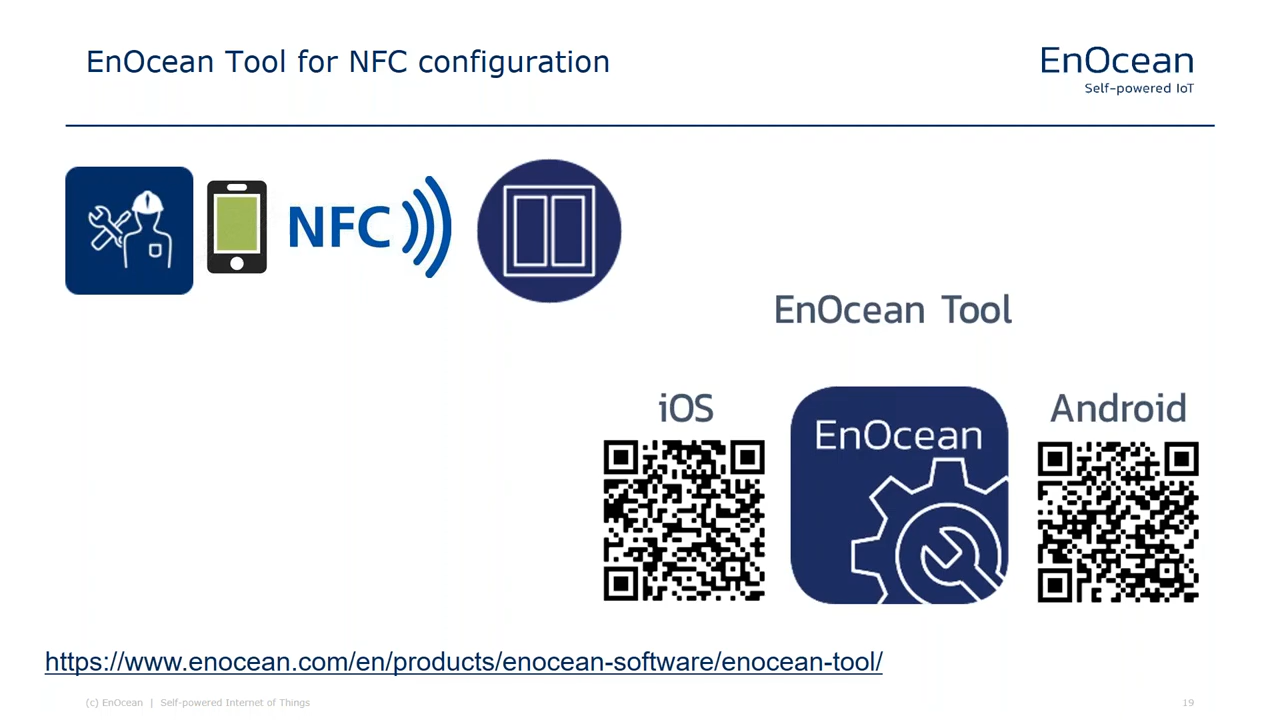 EnOcean Tool for NFC configuration
EnOcean
Self-powered IoT
NFC
EnOcean Tool
iOS
EnOcean
Android
https://www.enocean.com/en/products/enocean-software/enocean-tool/
(c) EnOcean | Self-powered Internet of Things
19